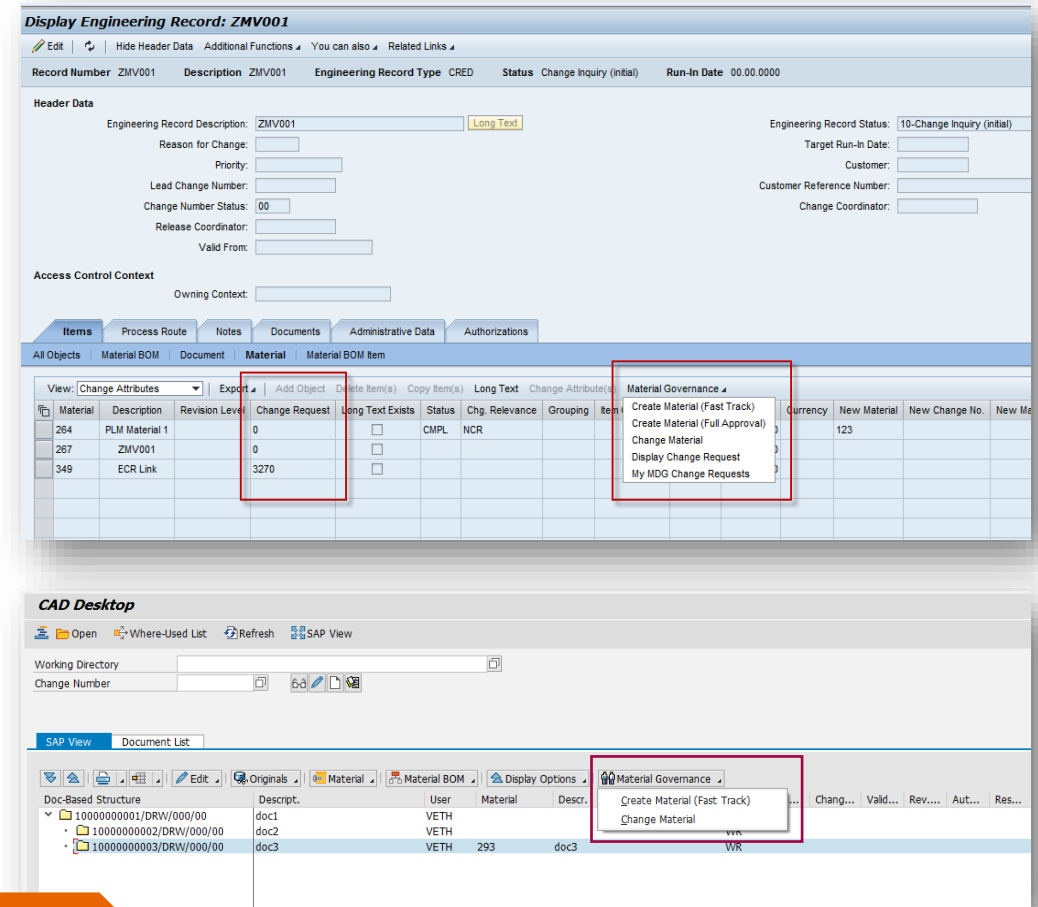 Display Engineering Record: ZMV001
Edit Hide Header Data Additional Functions You can also Related Links
Record Number ZMV001 Description ZMV001 Engineering Record Type CRED Status Change Inquiry (initial) Run-In Date 00.00.0000
Header Data
Engineering Record Description: ZMV001 Long Text Engineering Record Status: 10-Change Inquiry (initial)
Reason for Change: Target Run-In Date:
Priority: Customer:
Lead Change Number: Customer Reference Number:
Change Number Status: 00 Change Coordinator:
Release Coordinator:
Valid From:
Access Control Context
Owning Context:
Items Process Route Notes Documents Administrative Data Authorizations
All Objects Material BOM Document Material Material BOM Item
View: Change Attributes Export Add Object Delete Item(s) Copy Item(s) Long Text Change Attribute(s) Material Governance
Material Description Revision Level Change Request Long Text Exists Status Chg. Relevance Grouping Item Currency New Material New Change No. New Ma
Create Material (Fast Track)
Create Material (Full Approval)
Change Material
Display Change Request
My MDG Change Requests
264 PLM Material 1 0 CMPL NCR 123
267 ZMV001 0
349 ECR Link 3270
CAD Desktop
Open Where-Used List Refresh SAP View
Working Directory
Change Number
SAP View Document List
Edit Originals Material Material BOM Display Options Material Governance
Create Material (Fast Track)
Change Material
Doc-Based Structure Descript. User Material Descr. ... Chang... Valid... Rev.... Aut... Res...
10000000001/DRW/000/00 doc1 VETH
10000000002/DRW/000/00 doc2 VETH WR
10000000003/DRW/000/00 doc3 VETH 293 doc3 WR